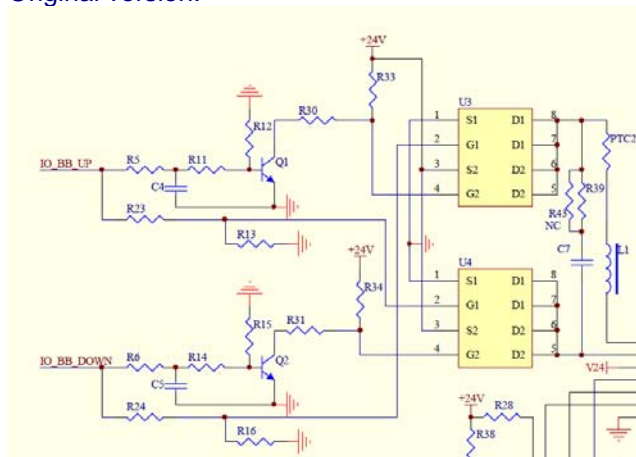 Original version:
+24V
R33
U3
R30
R12
1 S1 D1 8
R5 R11
IO_BB_UP
Q1
2 G1 D1 7
PTC2
3 S2 D2 6
C4
4 G2 D2 5
R39
R23
R43
NC
R13
+24V
C7
L1
U4
R34
1 S1 D1 8
R15 R31
2 G1 D1 7
R6 R14
IO_BB_DOWN
Q2
3 S2 D2 6
C5
4 G2 D2 5
V24
R24
+24V
R28
R16
R38